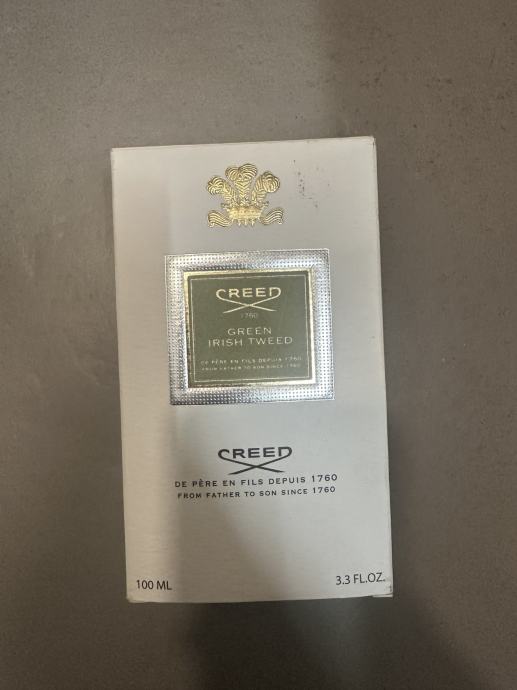 CREED
1760
GREEN
IRISH TWEED
DE PÈRE EN FILS DEPUIS 1760
FROM FATHER TO SON SINCE 1760
CREED
DE PÈRE EN FILS DEPUIS 1760
FROM FATHER TO SON SINCE 1760
100 ML
3.3 FL.OZ.